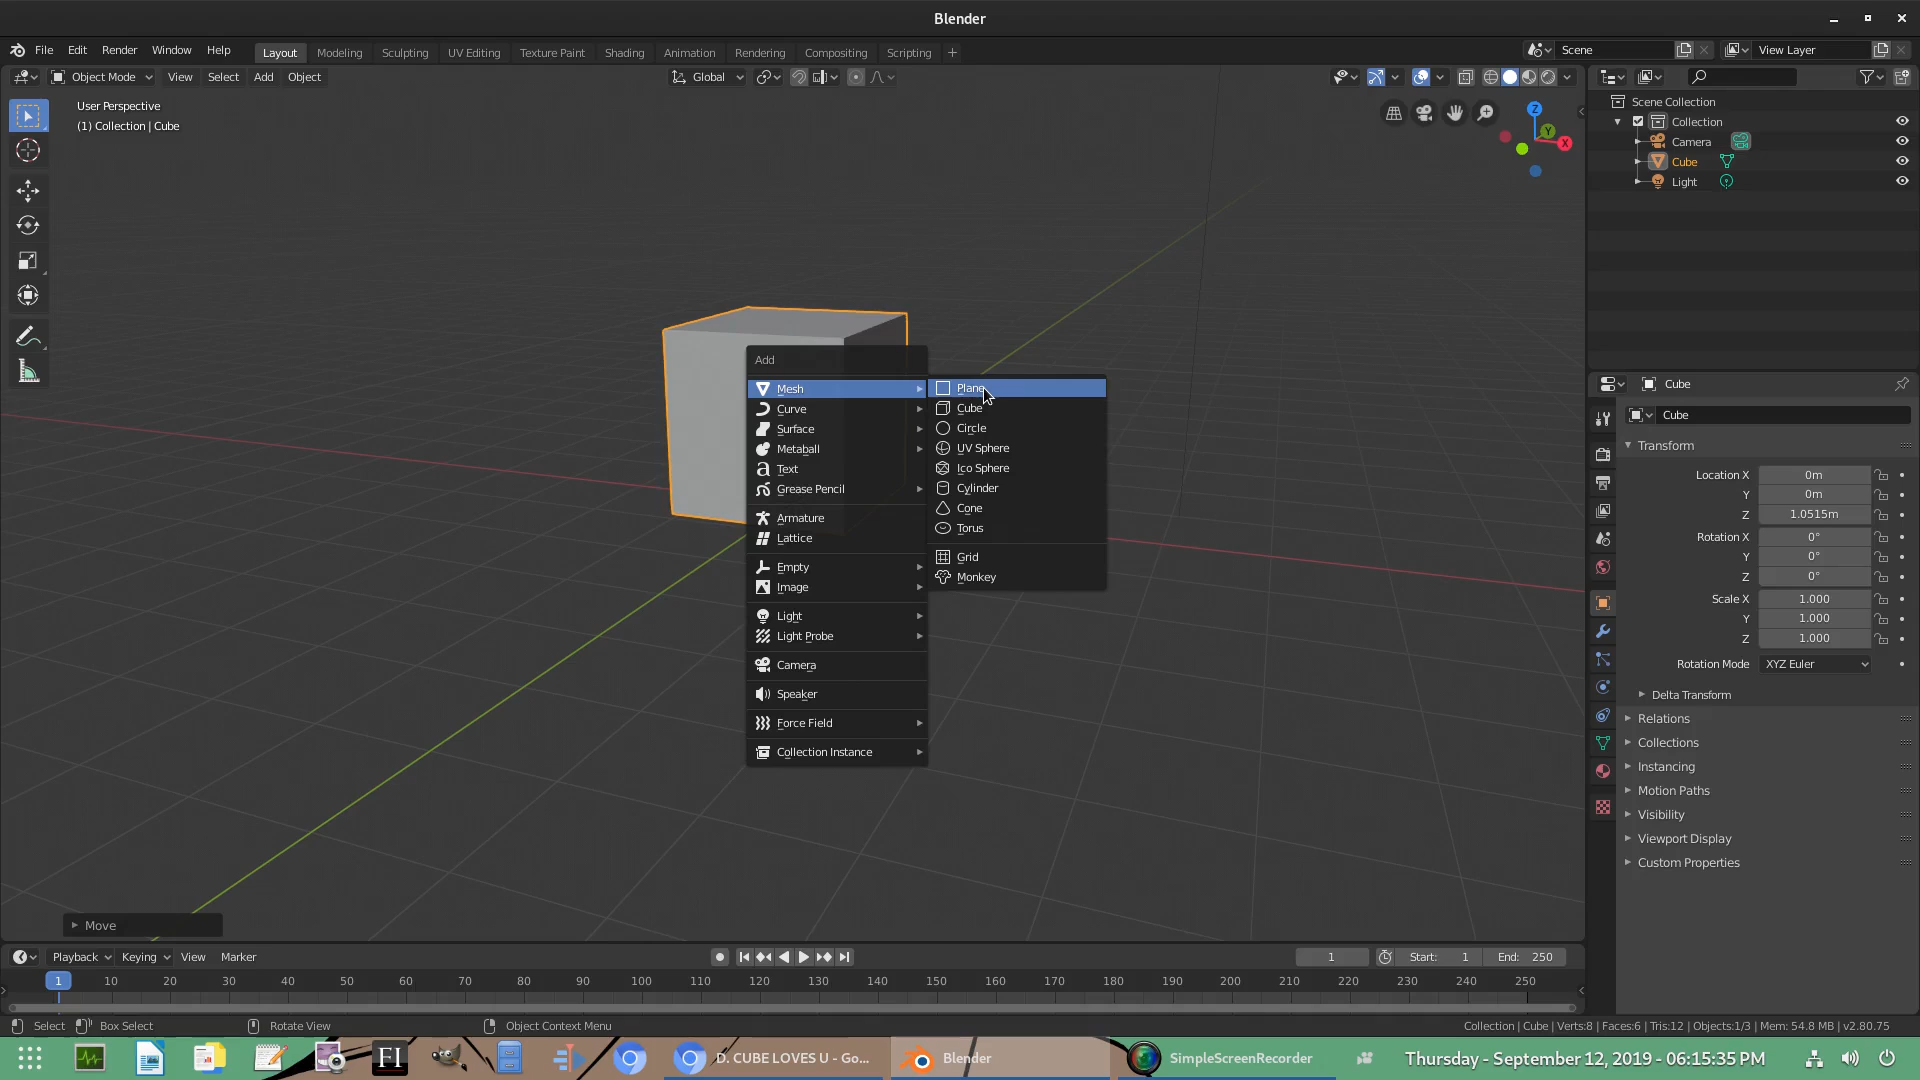 Blender
File Edit Render Window Help
Layout Modeling Sculpting UV Editing Texture Paint Shading Animation Rendering Compositing Scripting +
Scene
View Layer
Object Mode View Select Add Object
Global
User Perspective
(1) Collection | Cube
Z
Y
X
Add
Mesh
Curve
Surface
Metaball
Text
Grease Pencil
Armature
Lattice
Empty
Image
Light
Light Probe
Camera
Speaker
Force Field
Collection Instance
Plane
Cube
Circle
UV Sphere
Ico Sphere
Cylinder
Cone
Torus
Grid
Monkey
Move
Scene Collection
Collection
Camera
Cube
Light
Cube
Cube
Transform
Location X 0m
Y 0m
Z 1.0515m
Rotation X 0°
Y 0°
Z 0°
Scale X 1.000
Y 1.000
Z 1.000
Rotation Mode XYZ Euler
Delta Transform
Relations
Collections
Instancing
Motion Paths
Visibility
Viewport Display
Custom Properties
Playback Keying View Marker
1
Start: 1
End: 250
1 10 20 30 40 50 60 70 80 90 100 110 120 130 140 150 160 170 180 190 200 210 220 230 240 250
Select Box Select Rotate View Object Context Menu
Collection | Cube | Verts:8 | Faces:6 | Tris:12 | Objects:1/3 | Mem: 54.8 MB | v2.80.75
FI
D. CUBE LOVES U - Go...
Blender
SimpleScreenRecorder
Thursday - September 12, 2019 - 06:15:35 PM